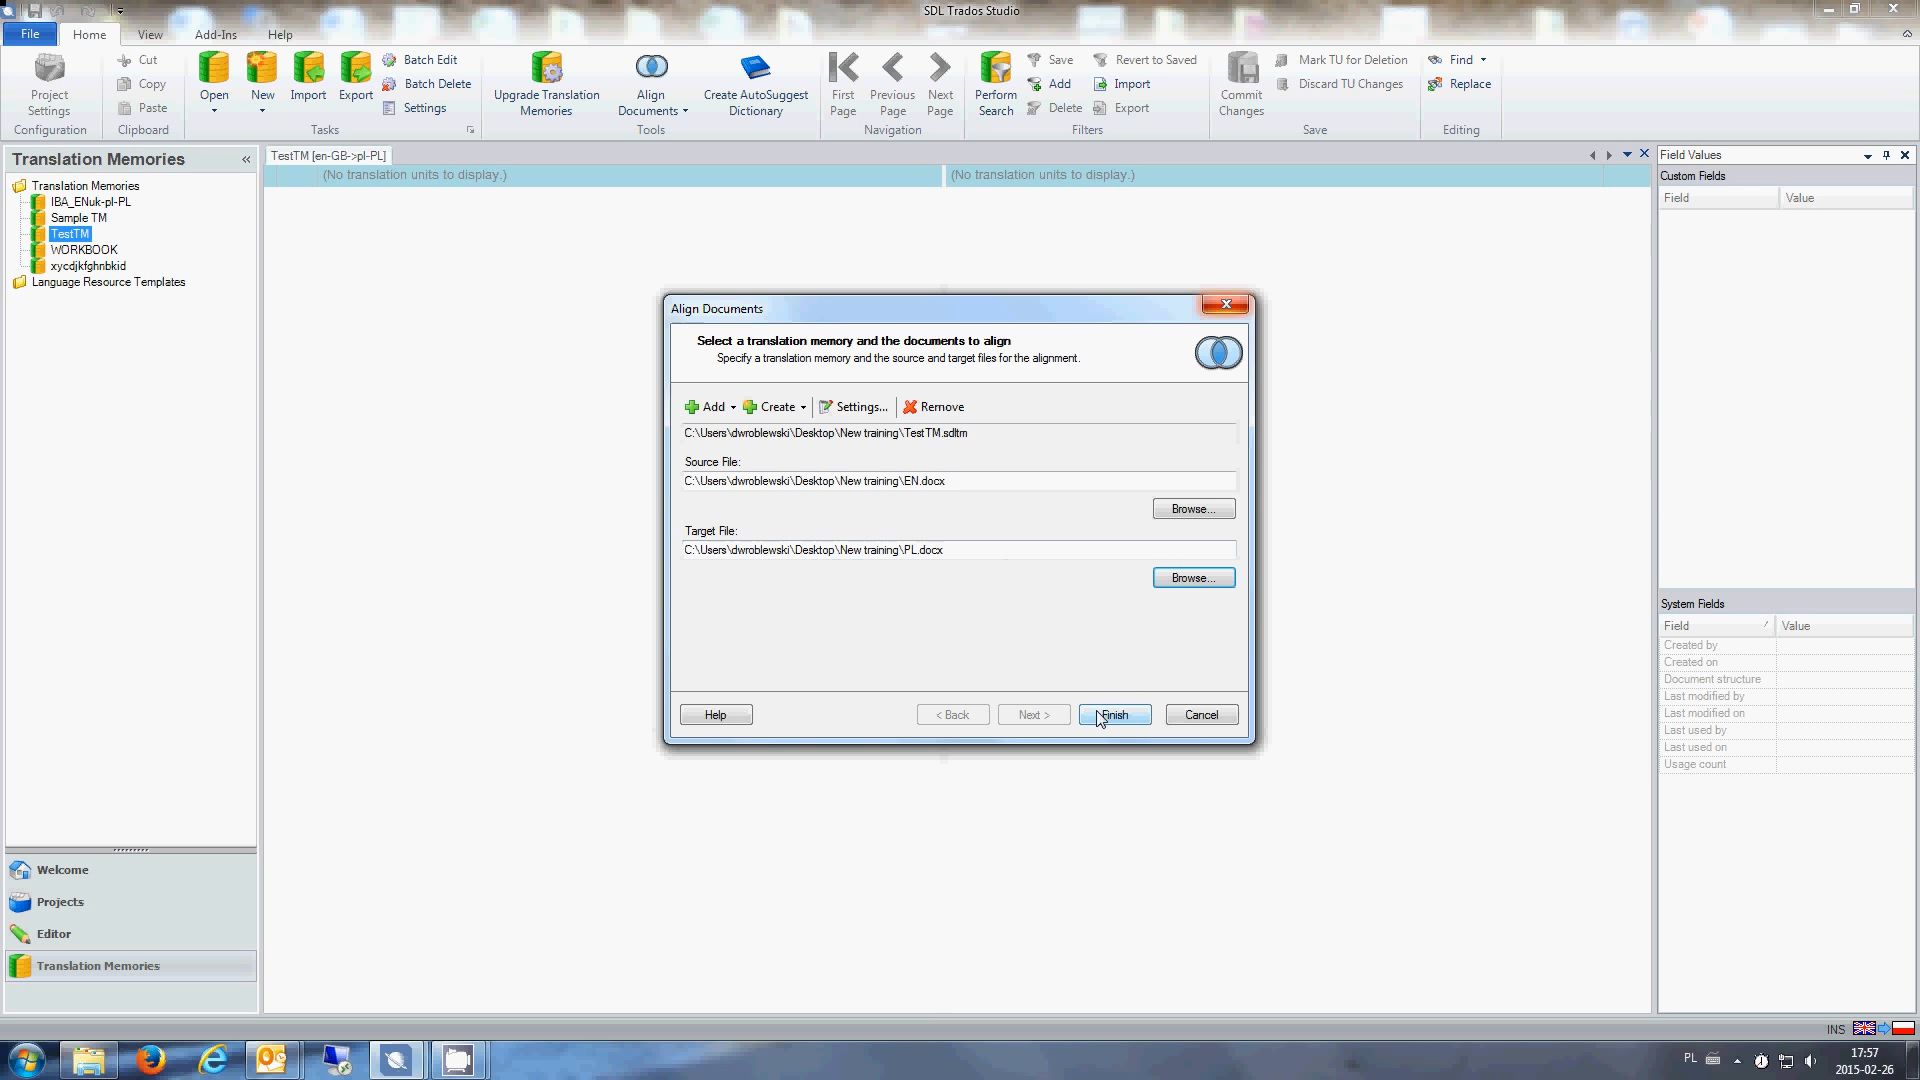 SDL Trados Studio
File Home View Add-Ins Help
Project Settings
Cut
Copy
Paste
Open
New
Import
Export
Batch Edit
Batch Delete
Settings
Upgrade Translation Memories
Align Documents
Create AutoSuggest Dictionary
First Page
Previous Page
Next Page
Perform Search
Save
Add
Delete
Revert to Saved
Import
Export
Commit Changes
Mark TU for Deletion
Discard TU Changes
Find
Replace
Configuration Clipboard Tasks Tools Navigation Filters Save Editing
Translation Memories «
Translation Memories
IBA_ENuk-pl-PL
Sample TM
TestTM
WORKBOOK
xycdjkfghnbkid
Language Resource Templates
Welcome
Projects
Editor
Translation Memories
TestTM [en-GB->pl-PL]
(No translation units to display.) (No translation units to display.)
Align Documents
Select a translation memory and the documents to align
Specify a translation memory and the source and target files for the alignment.
Add Create Settings... Remove
C:\Users\dwroblewski\Desktop\New training\TestTM.sdltm
Source File:
C:\Users\dwroblewski\Desktop\New training\EN.docx
Browse...
Target File:
C:\Users\dwroblewski\Desktop\New training\PL.docx
Browse...
Help < Back Next > Finish Cancel
Field Values
Custom Fields
Field Value
System Fields
Field Value
Created by
Created on
Document structure
Last modified by
Last modified on
Last used by
Last used on
Usage count
INS
PL
17:57
2015-02-26